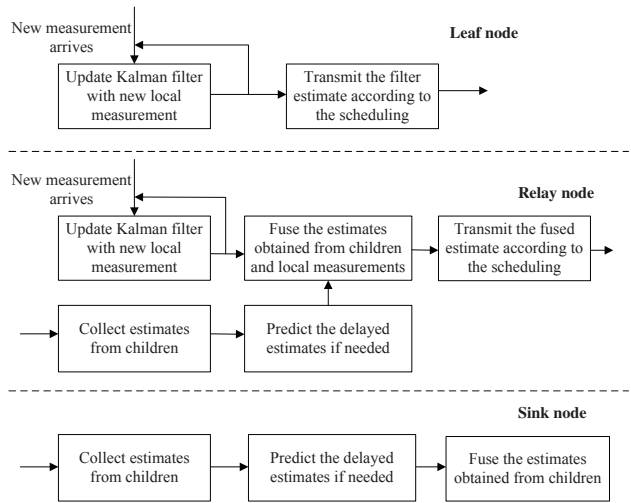 New measurement
arrives
Leaf node
Update Kalman filter
with new local
measurement
Transmit the filter
estimate according to
the scheduling
New measurement
arrives
Relay node
Update Kalman filter
with new local
measurement
Fuse the estimates
obtained from children
and local measurements
Transmit the fused
estimate according to
the scheduling
Collect estimates
from children
Predict the delayed
estimates if needed
Sink node
Collect estimates
from children
Predict the delayed
estimates if needed
Fuse the estimates
obtained from children